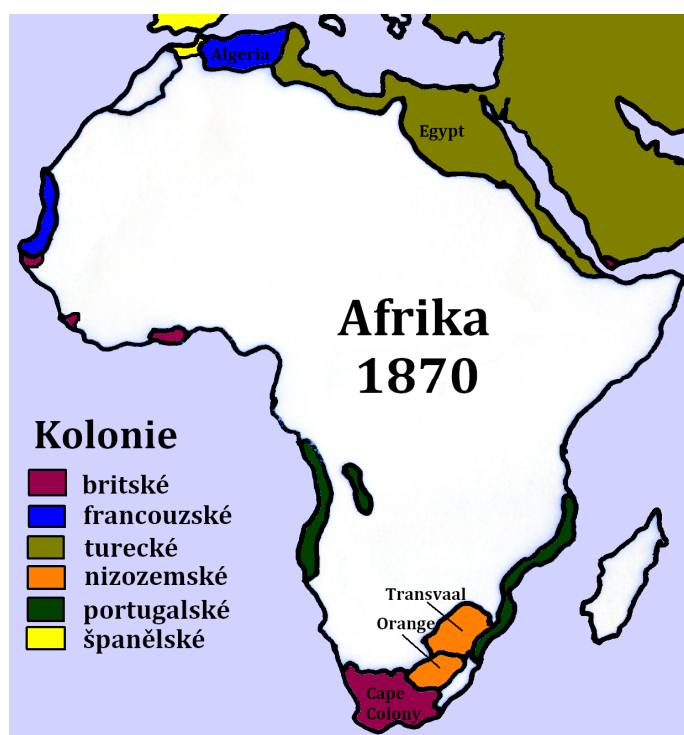 Algeria
Egypt
Afrika
1870
Kolonie
britské
francouzské
turecké
nizozemské
portugalské
španělské
Transvaal
Orange
Cape
Colony